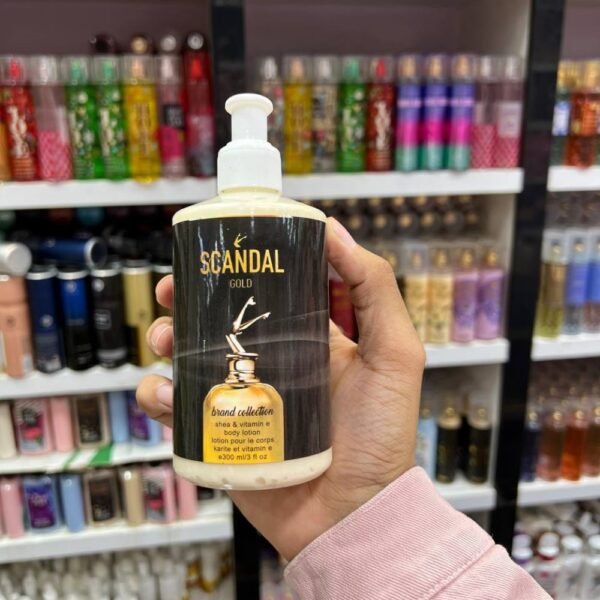 SCANDAL
GOLD
brand collection
shea & vitamin e
body lotion
lotion pour le corps
karite et vitamin e
e300 ml/3 fl oz